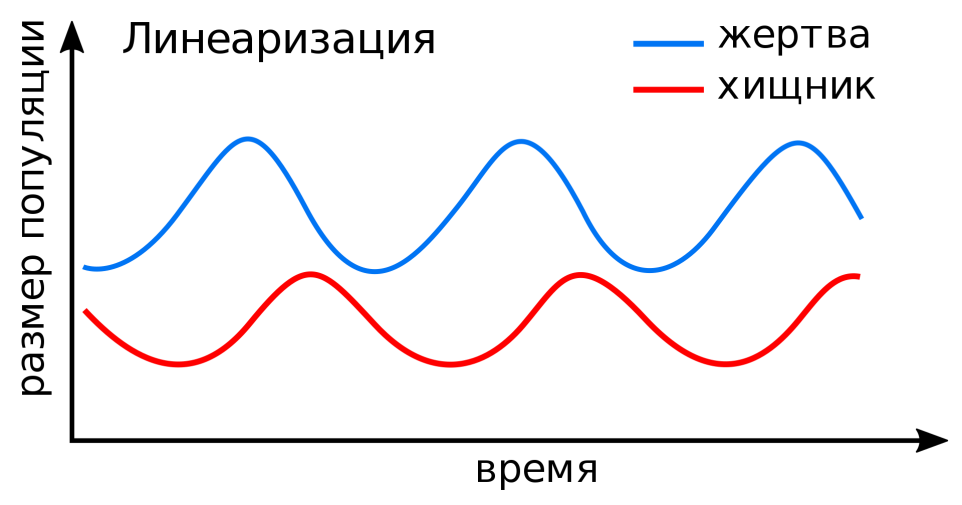 Линеаризация
жертва
хищник
размер популяции
время